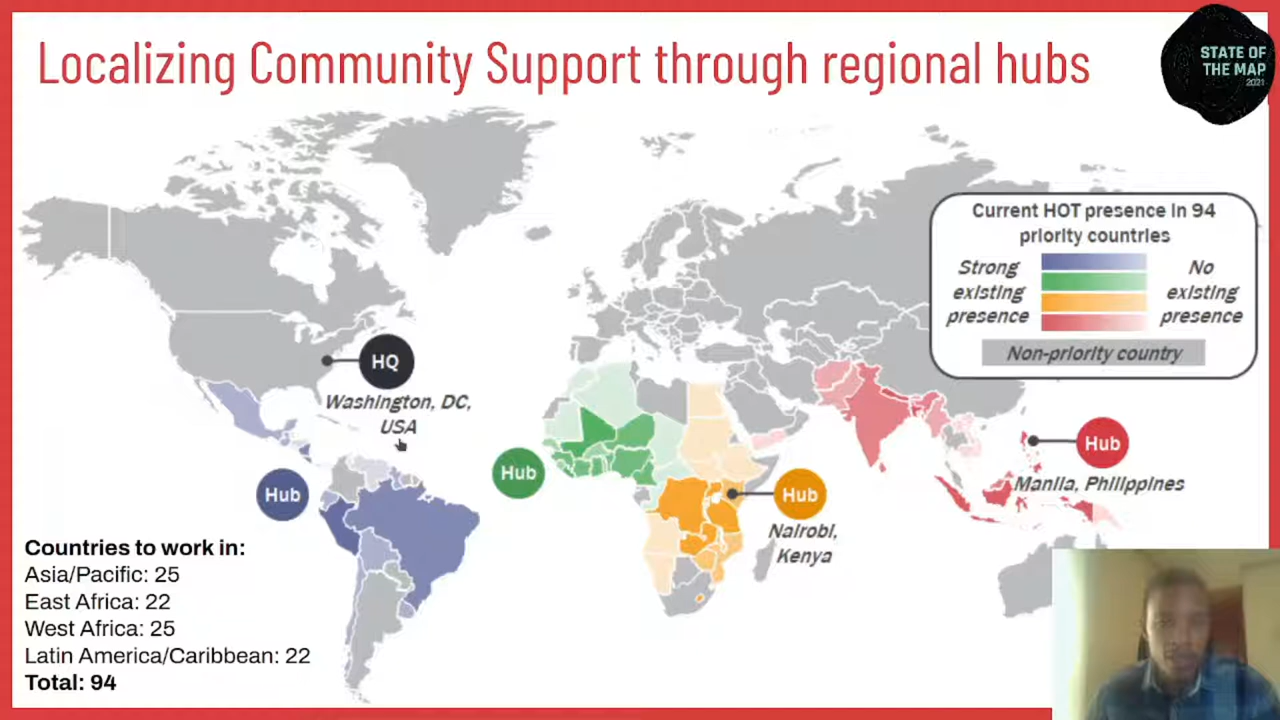 Localizing Community Support through regional hubs
STATE OF
THE MAP
2021
Current HOT presence in 94
priority countries
Strong
existing
presence
No
existing
presence
Non-priority country
HQ
Washington, DC,
USA
Hub
Hub
Hub
Nairobi,
Kenya
Hub
Manila, Philippines
Countries to work in:
Asia/Pacific: 25
East Africa: 22
West Africa: 25
Latin America/Caribbean: 22
Total: 94